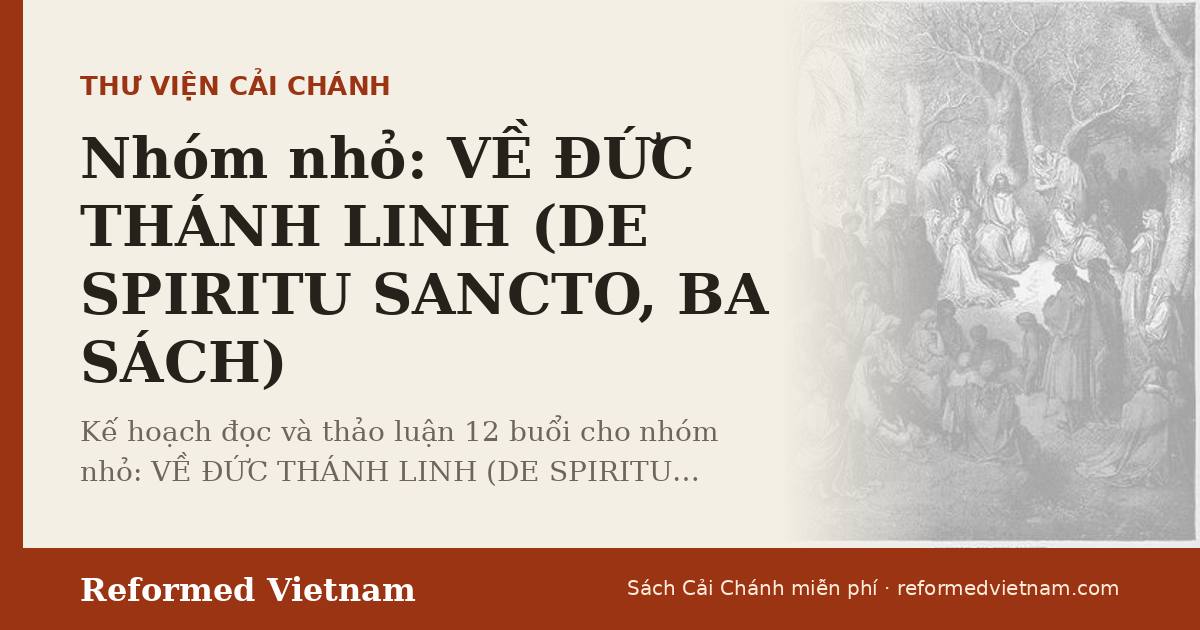 THƯ VIỆN CẢI CHÁNH
Nhóm nhỏ: VỀ ĐỨC
THÁNH LINH (DE
SPIRITU SANCTO, BA
SÁCH)
Kế hoạch đọc và thảo luận 12 buổi cho nhóm
nhỏ: VỀ ĐỨC THÁNH LINH (DE SPIRITU...
Reformed Vietnam
Sách Cải Chánh miễn phí · reformedvietnam.com